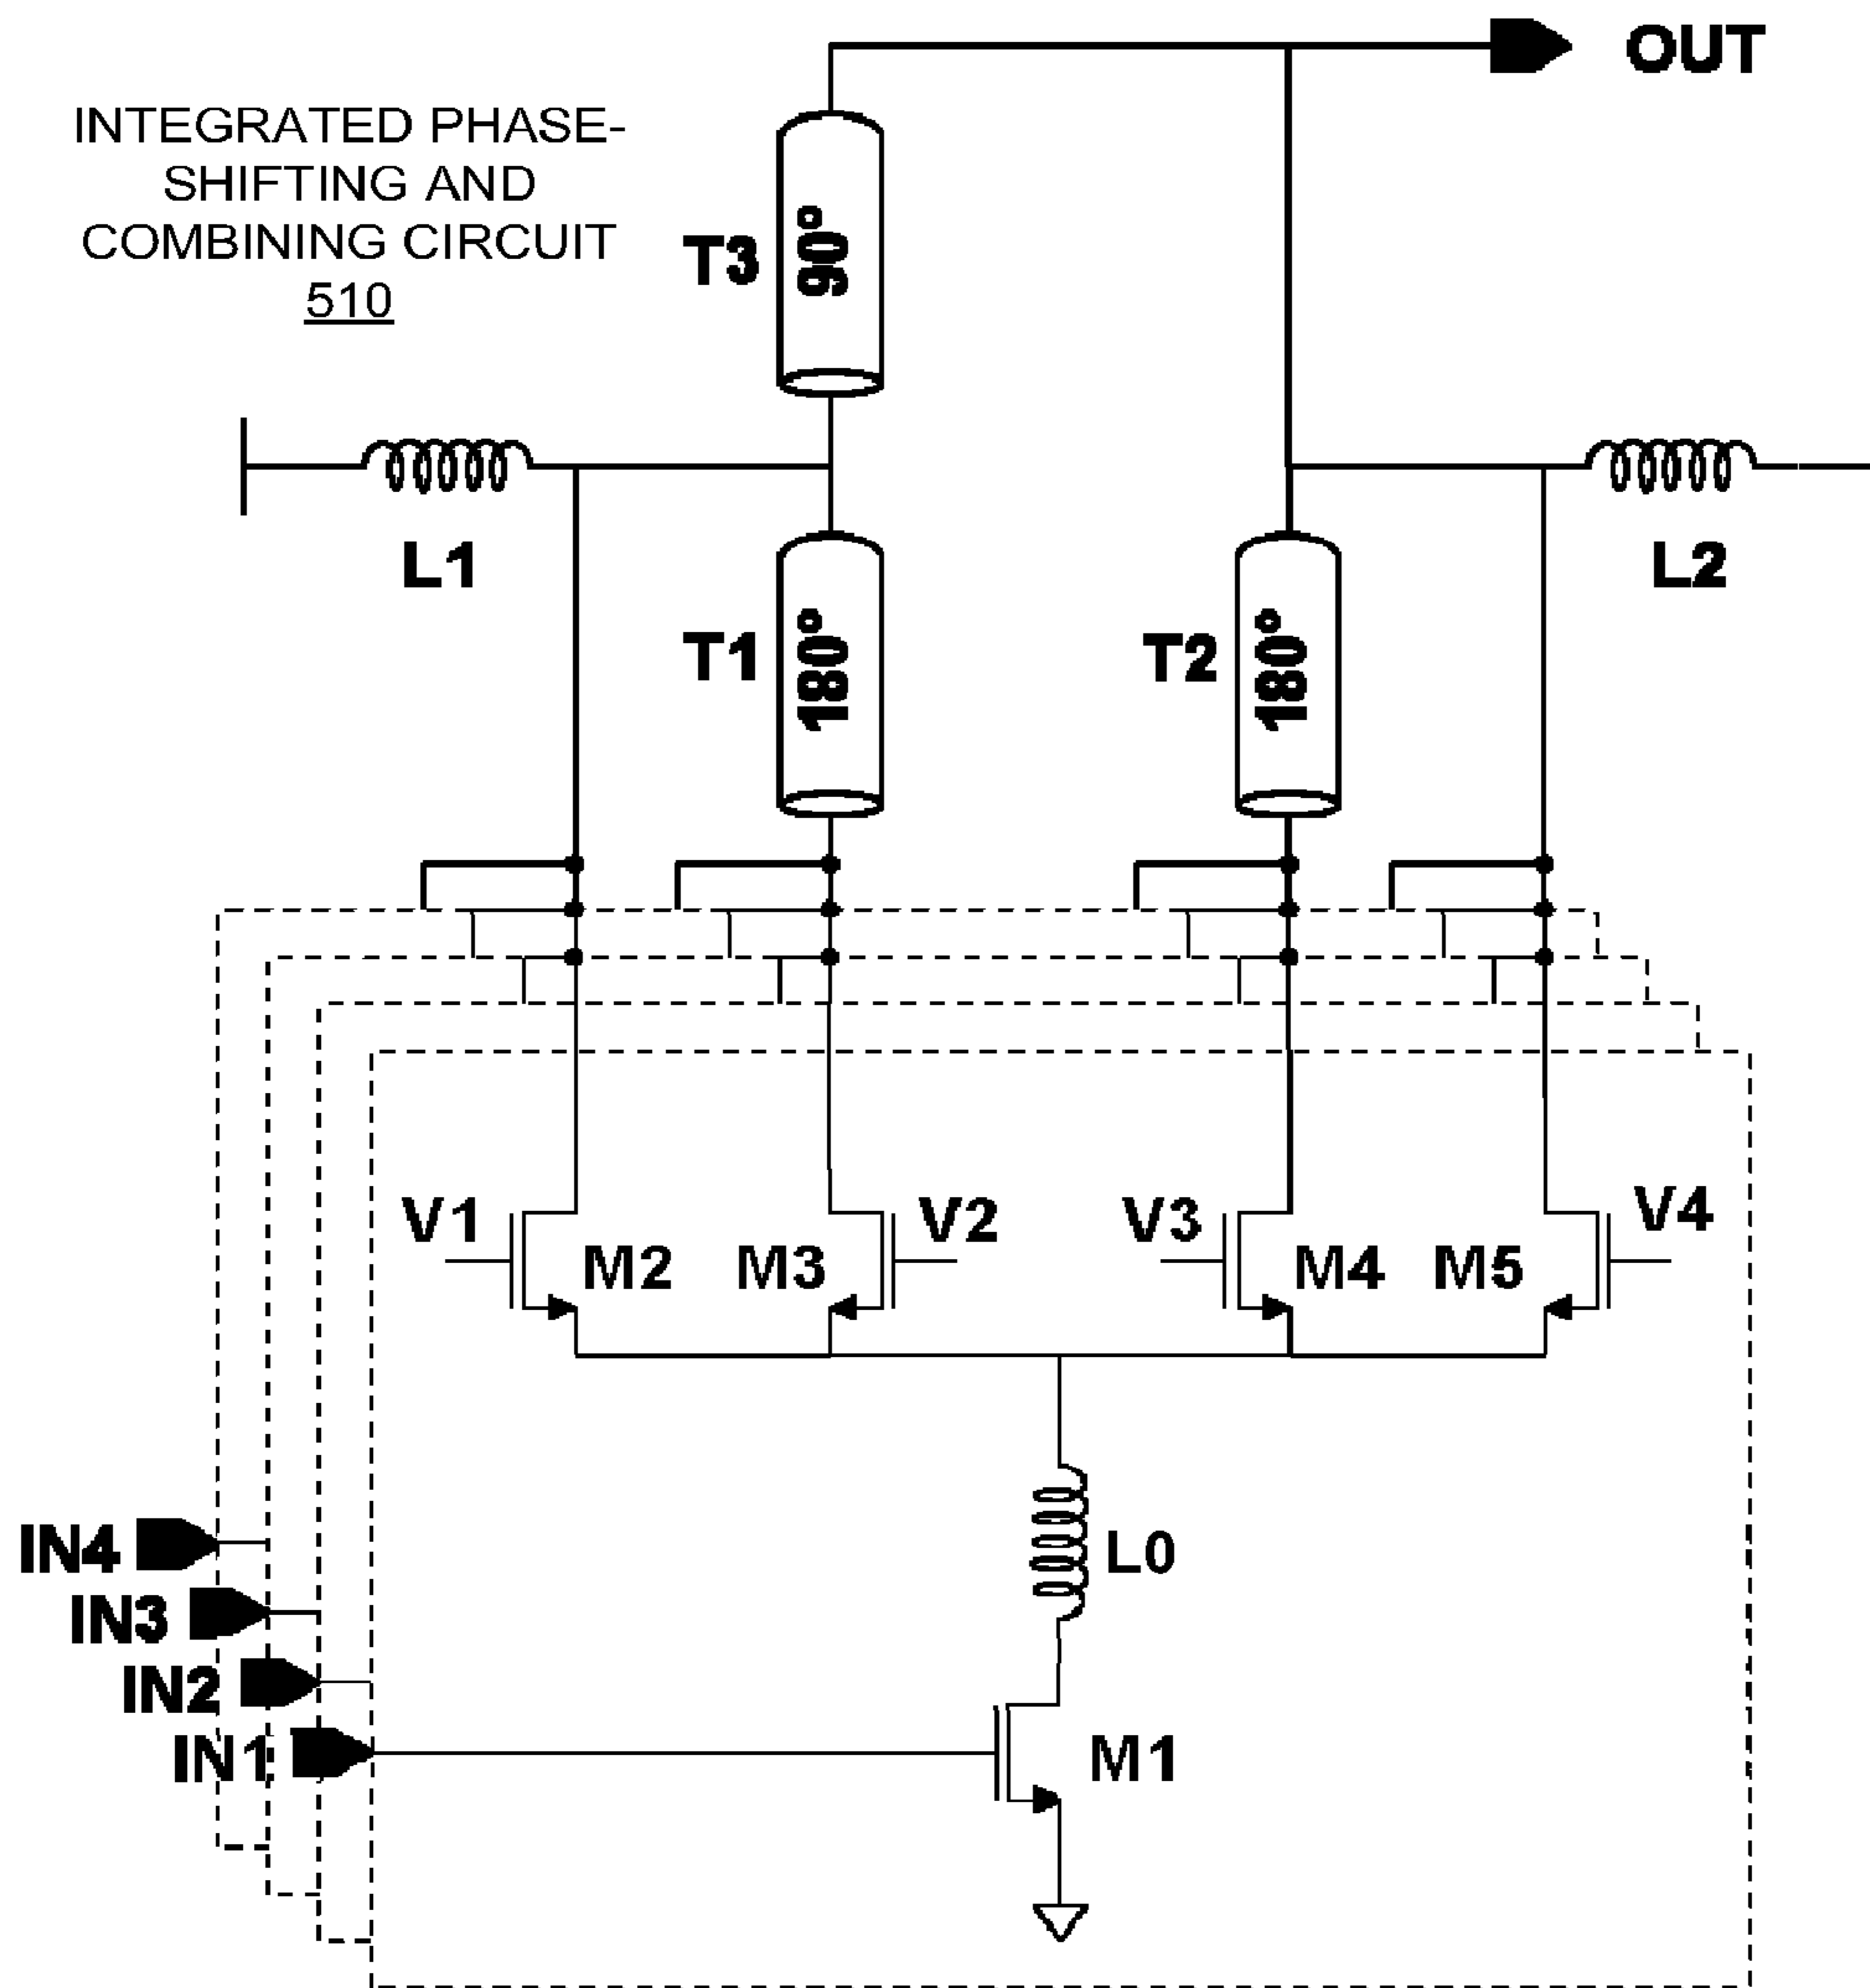 OUT
INTEGRATED PHASE-
SHIFTING AND
COMBINING CIRCUIT
510
T3
90°
L1
L2
T1
180°
T2
180°
V1
V2
V3
V4
M2
M3
M4
M5
L0
IN4
IN3
IN2
IN1
M1